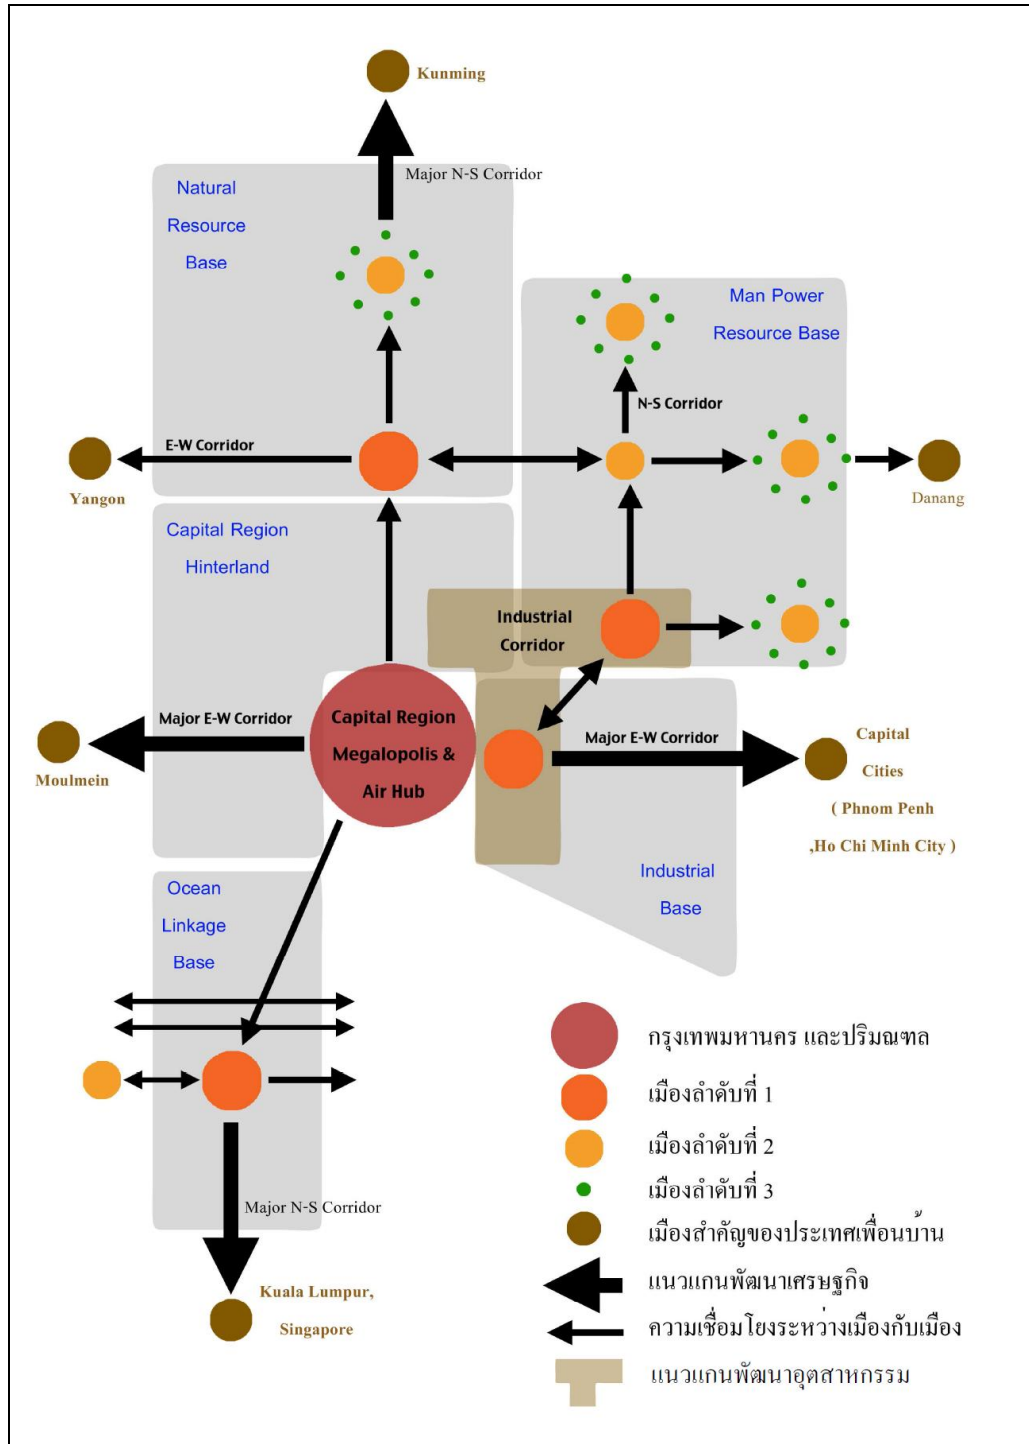 Kunming
Major N-S Corridor
Natural
Resource
Base
Man Power
Resource Base
N-S Corridor
E-W Corridor
Yangon
Danang
Capital Region
Hinterland
Industrial
Corridor
Capital Region
Megalopolis &
Air Hub
Major E-W Corridor
Moulmein
Major E-W Corridor
Capital
Cities
( Phnom Penh
,Ho Chi Minh City )
Industrial
Base
Ocean
Linkage
Base
Major N-S Corridor
Kuala Lumpur,
Singapore
กรุงเทพมหานคร และปริมณฑล
เมืองลำดับที่ 1
เมืองลำดับที่ 2
เมืองลำดับที่ 3
เมืองสำคัญของประเทศเพื่อนบ้าน
แนวแกนพัฒนาเศรษฐกิจ
ความเชื่อมโยงระหว่างเมืองกับเมือง
แนวแกนพัฒนาอุตสาหกรรม